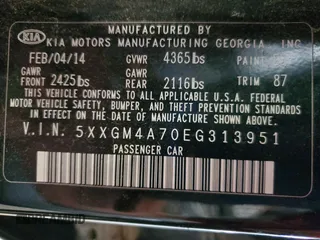 MANUFACTURED BY
KIA KIA MOTORS MANUFACTURING GEORGIA, INC
FEB/04/14 GVWR 4365lbs
GAWR GAWR
FRONT 2425lbs REAR 2116lbs TRIM 87
THIS VEHICLE CONFORMS TO ALL APPLICABLE U.S.A. FEDERAL
MOTOR VEHICLE SAFETY, BUMPER, AND THEFT PREVENTION
STANDARDS IN EFFECT ON THE DATE OF MANUFACTURE SHOWN ABOVE.
V.I.N. 5XXGM4A70EG313951
PASSENGER CAR